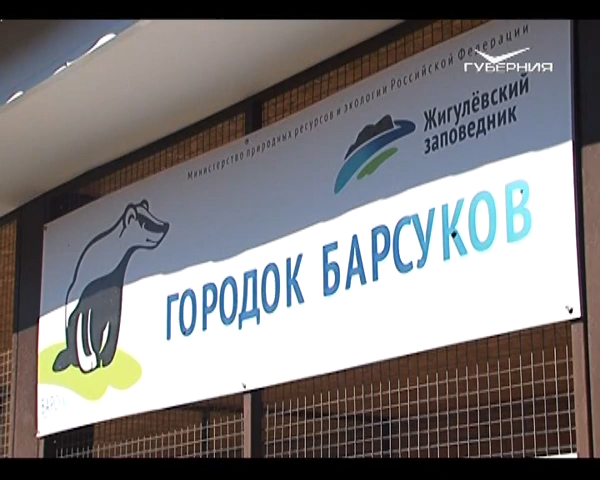 ГУБЕРНИЯ
Министерство природных ресурсов и экологии Российской Федерации
Жигулёвский
заповедник
ГОРОДОК БАРСУКОВ